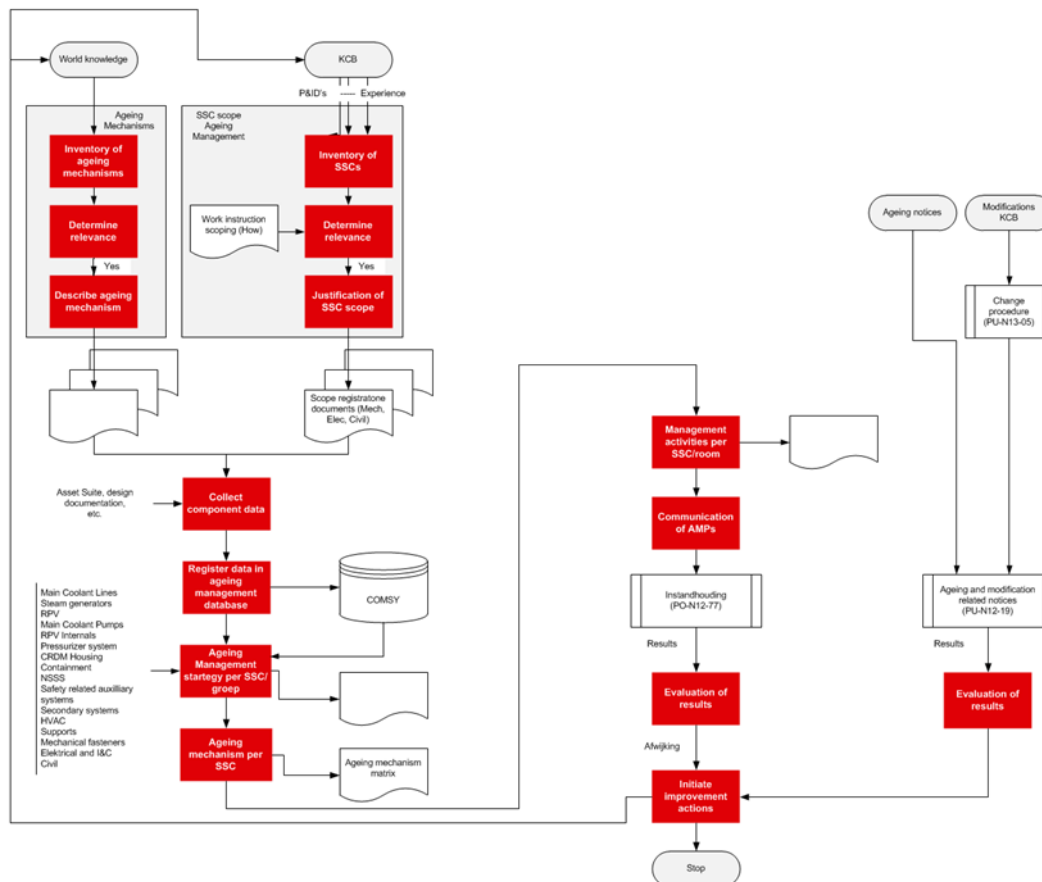 World knowledge
KCB
P&ID's
Experience
Ageing
Mechanisms
SSC scope
Ageing
Management
Inventory of
ageing
mechanisms
Inventory of
SSCs
Work instruction
scoping (How)
Determine
relevance
Determine
relevance
Yes
Yes
Describe ageing
mechanism
Justification of
SSC scope
Scope registratone
documents (Mech,
Elec, Civil)
Asset Suite, design
documentation,
etc.
Collect
component data
Register data in
ageing
management
database
COMSY
Main Coolant Lines
Steam generators
RPV
Main Coolant Pumps
RPV Internals
Pressurizer system
CRDM Housing
Containment
NSSS
Safety related auxilliary
systems
Secondary systems
HVAC
Supports
Mechanical fasteners
Elektrical and I&C
Civil
Ageing
Management
startegy per SSC/
groep
Ageing
mechanism per
SSC
Ageing mechanism
matrix
Management
activities per
SSC/room
Communication
of AMPs
Instandhouding
(PO-N12-77)
Results
Evaluation of
results
Afwijking
Initiate
improvement
actions
Stop
Ageing notices
Modifications
KCB
Change
procedure
(PU-N13-05)
Ageing and modification
related notices
(PU-N12-19)
Results
Evaluation of
results